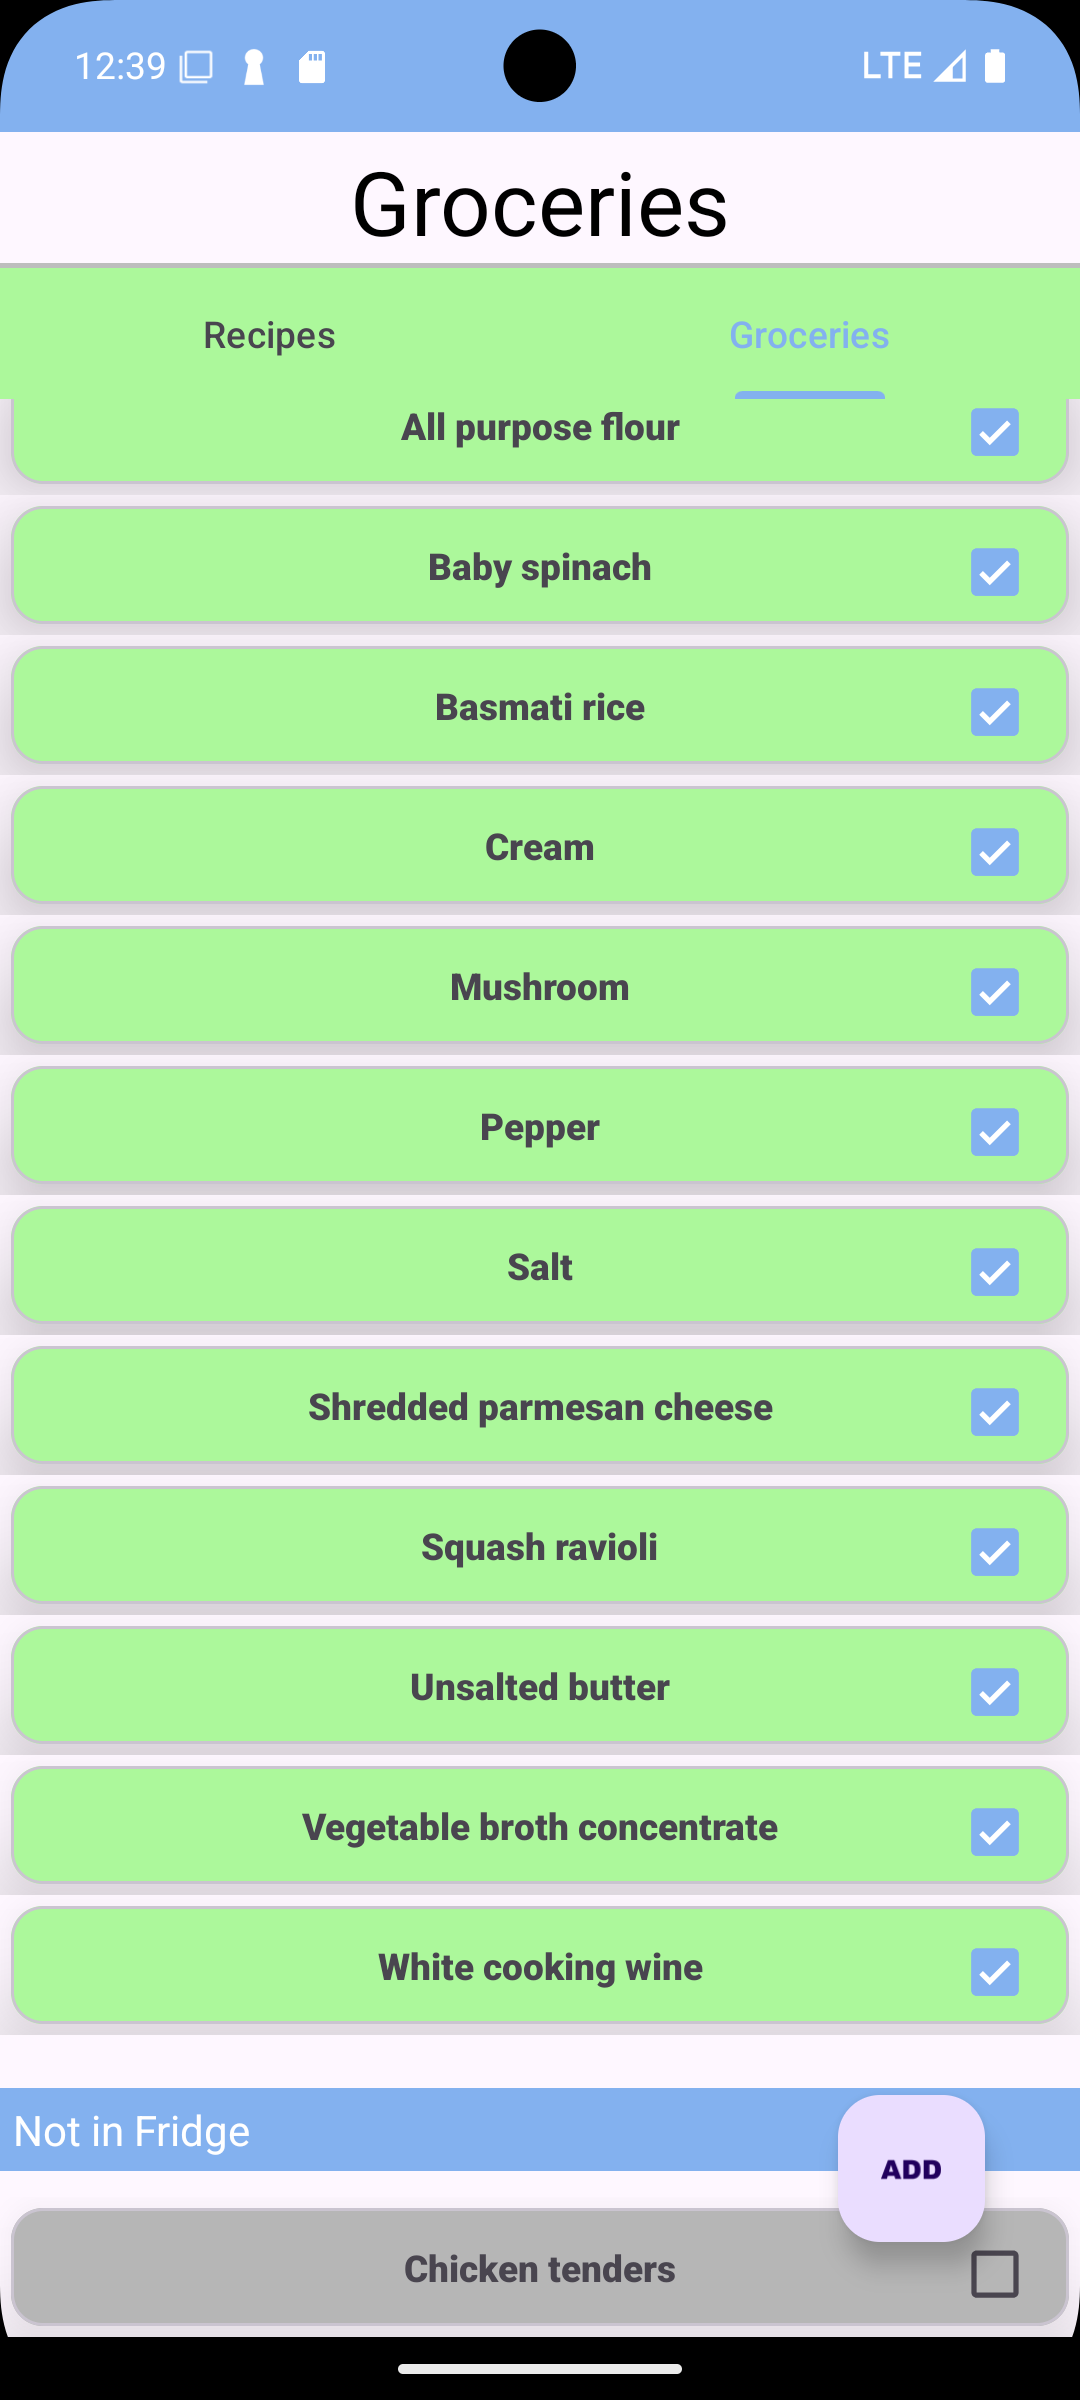 12:39
LTE
Groceries
Recipes
Groceries
All purpose flour
Baby spinach
Basmati rice
Cream
Mushroom
Pepper
Salt
Shredded parmesan cheese
Squash ravioli
Unsalted butter
Vegetable broth concentrate
White cooking wine
Not in Fridge
ADD
Chicken tenders